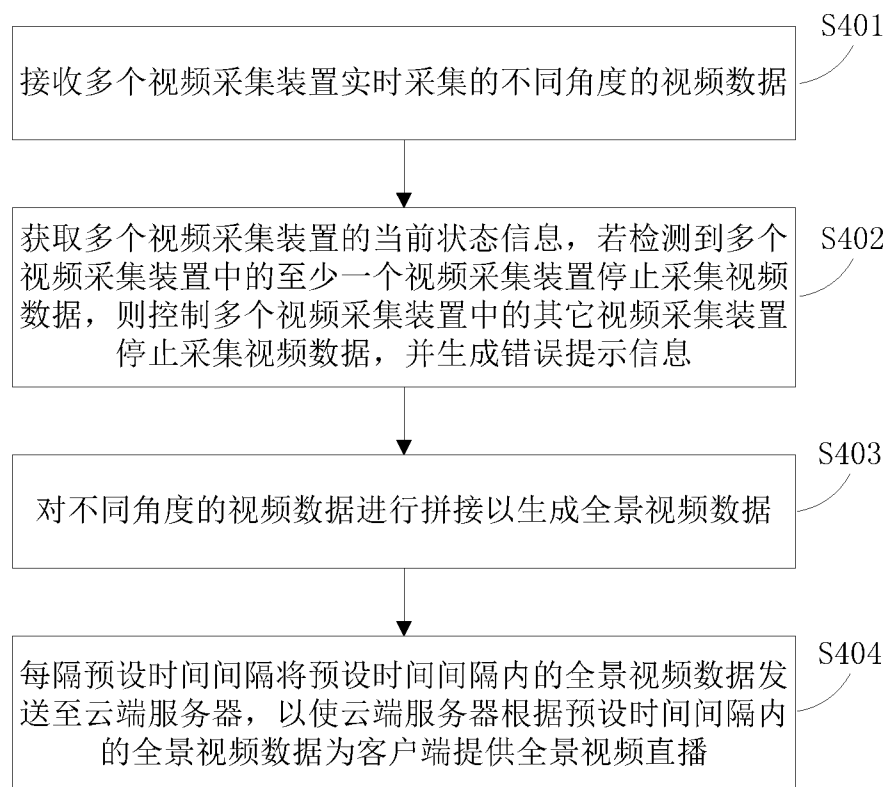 S401
接收多个视频采集装置实时采集的不同角度的视频数据
S402
获取多个视频采集装置的当前状态信息，若检测到多个
视频采集装置中的至少一个视频采集装置停止采集视频
数据，则控制多个视频采集装置中的其它视频采集装置
停止采集视频数据，并生成错误提示信息
S403
对不同角度的视频数据进行拼接以生成全景视频数据
S404
每隔预设时间间隔将预设时间间隔内的全景视频数据发
送至云端服务器，以使云端服务器根据预设时间间隔内
的全景视频数据为客户端提供全景视频直播